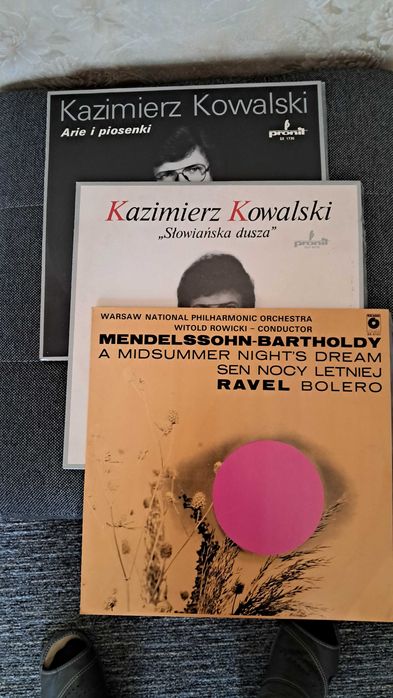 Kazimierz Kowalski
Arie i piosenki
pronit
Kazimierz Kowalski
„Słowiańska dusza"
pronit
WARSAW NATIONAL PHILHARMONIC ORCHESTRA
WITOLD ROWICKI – CONDUCTOR
MENDELSSOHN-BARTHOLDY
A MIDSUMMER NIGHT'S DREAM
SEN NOCY LETNIEJ
RAVEL BOLERO